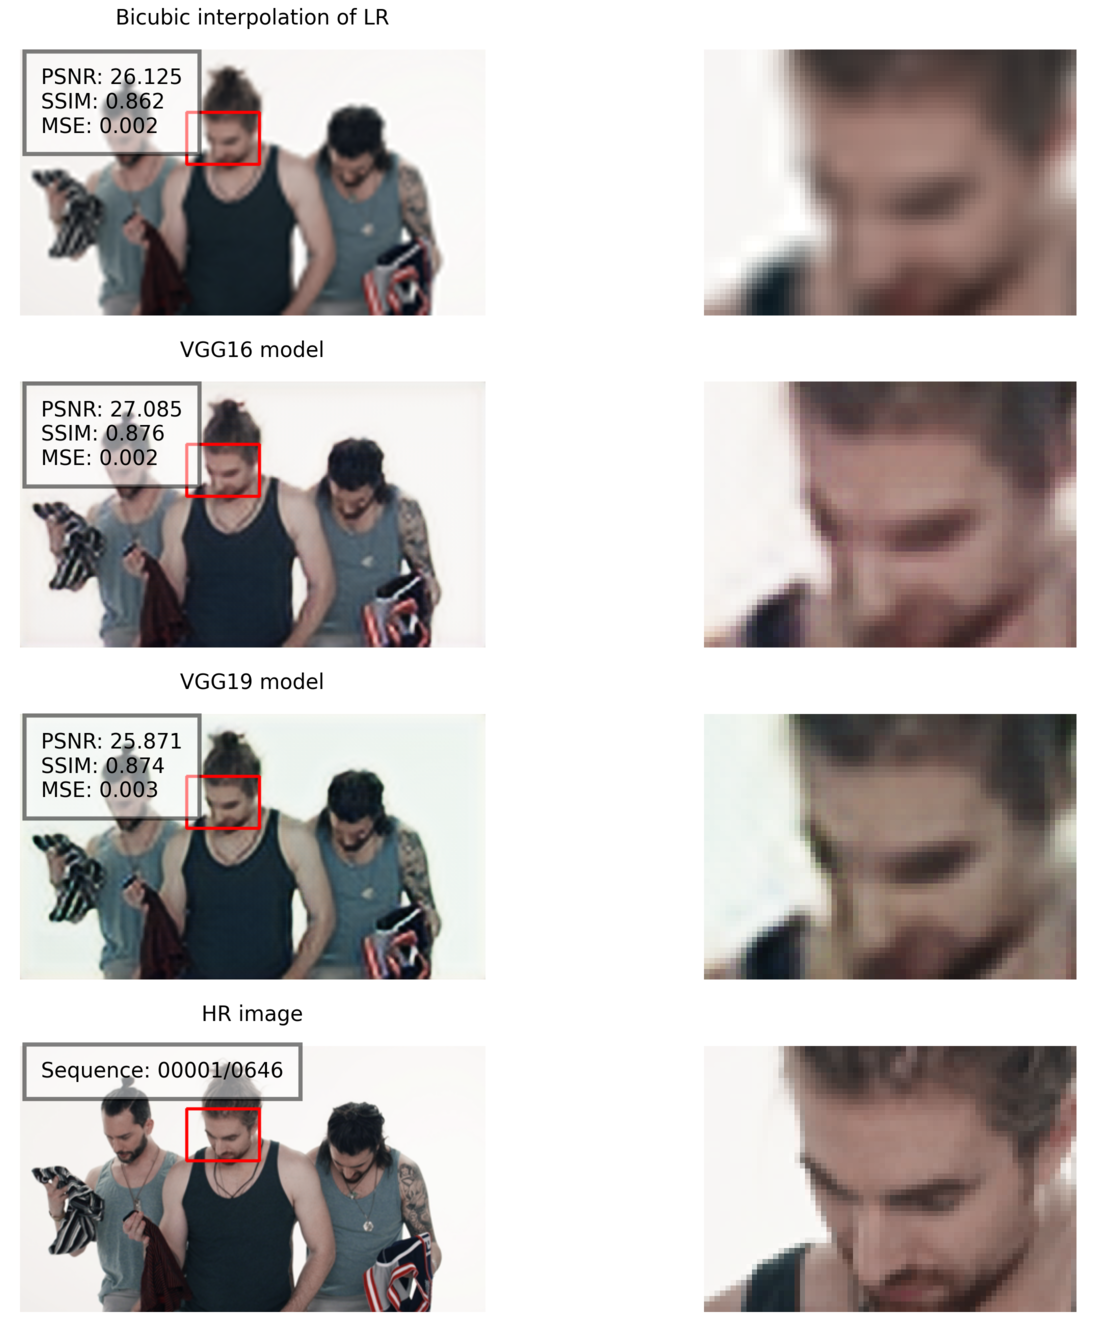 Bicubic interpolation of LR
PSNR: 26.125
SSIM: 0.862
MSE: 0.002
VGG16 model
PSNR: 27.085
SSIM: 0.876
MSE: 0.002
VGG19 model
PSNR: 25.871
SSIM: 0.874
MSE: 0.003
HR image
Sequence: 00001/0646